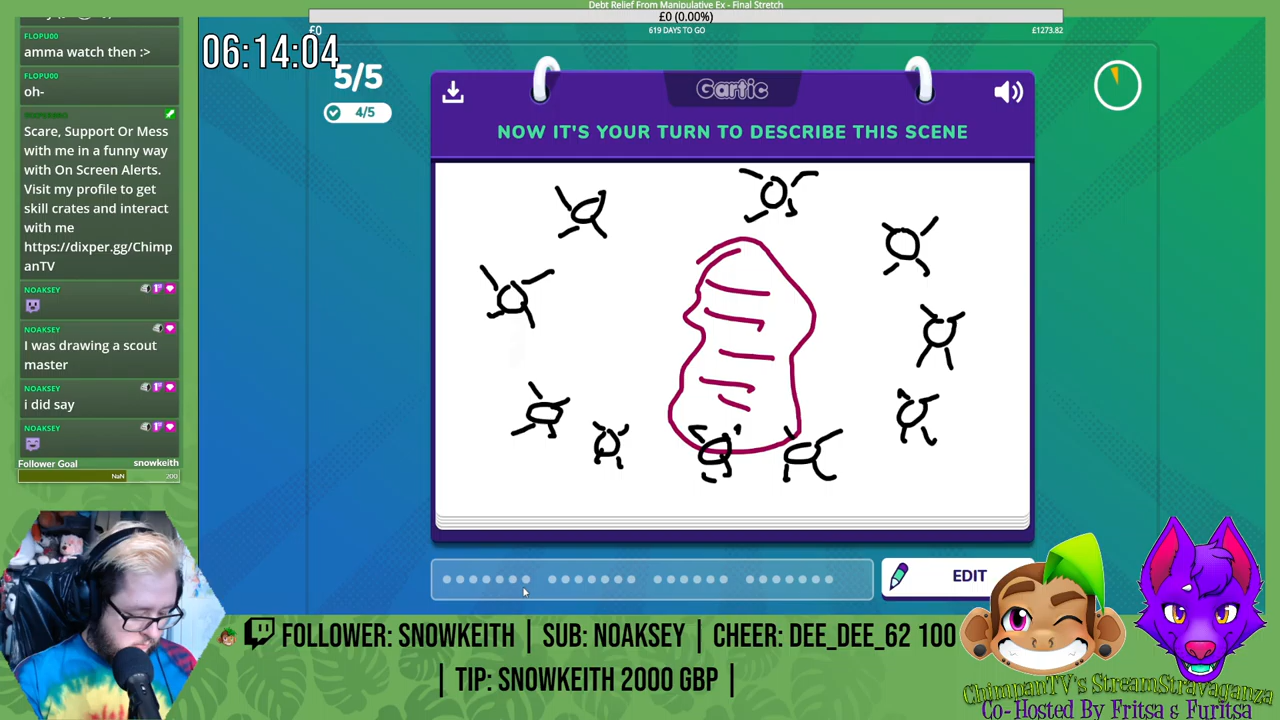 Debt Relief From Manipulative Ex - Final Stretch
£0 (0.00%)
£0
619 DAYS TO GO
£1273.82
06:14:04
FLOPU00
amma watch then :>
FLOPU00
oh-
Scare, Support Or Mess
with me in a funny way
with On Screen Alerts.
Visit my profile to get
skill crates and interact
with me
https://dixper.gg/Chimp
anTV
NOAKSEY
NOAKSEY
I was drawing a scout
master
NOAKSEY
i did say
NOAKSEY
Follower Goal snowkeith
NaN 200
5/5
4/5
Gartic
NOW IT'S YOUR TURN TO DESCRIBE THIS SCENE
EDIT
FOLLOWER: SNOWKEITH | SUB: NOAKSEY | CHEER: DEE_DEE_62 100
| TIP: SNOWKEITH 2000 GBP |
ChimpanTV's StreamStravaganza
Co-Hosted By Fritsa & Furitsa